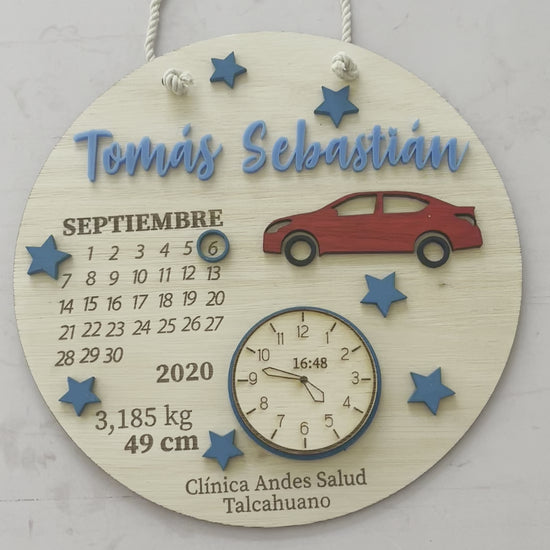 Tomás Sebastián
SEPTIEMBRE
1 2 3 4 5 6
7 8 9 10 11 12 13
14 15 16 17 18 19 20
21 22 23 24 25 26 27
28 29 30
2020
3,185 kg
49 cm
12
11 1
10 2
16:48
9 3
8 4
7 5
6
Clínica Andes Salud
Talcahuano